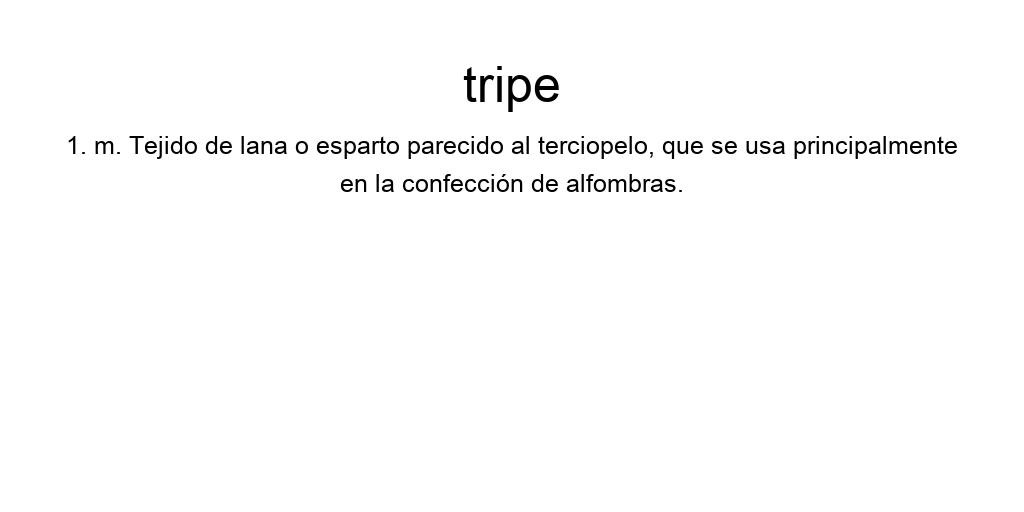 tripe
1. m. Tejido de lana o esparto parecido al terciopelo, que se usa principalmente
en la confección de alfombras.